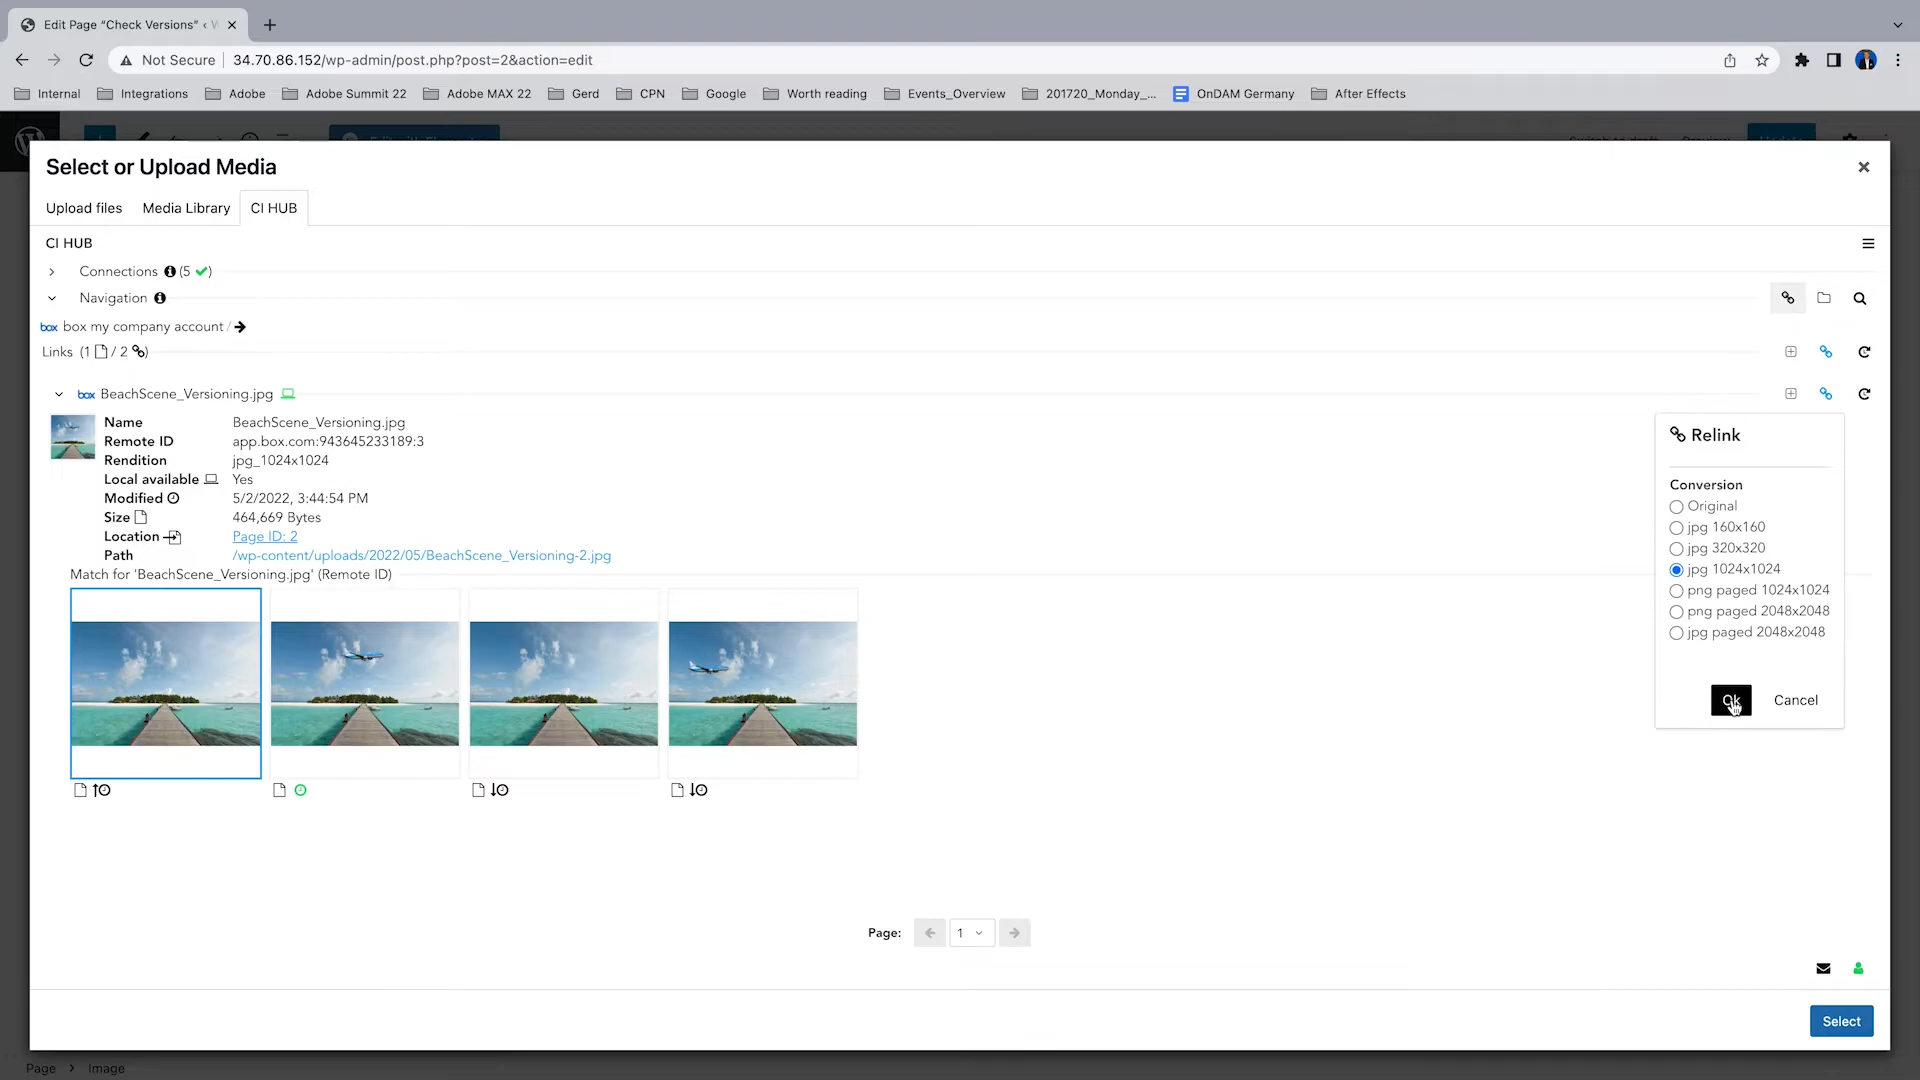 Edit Page “Check Versions” ‹ W
Not Secure
34.70.86.152/wp-admin/post.php?post=2&action=edit
Internal
Integrations
Adobe
Adobe Summit 22
Adobe MAX 22
Gerd
CPN
Google
Worth reading
Events_Overview
201720_Monday_...
OnDAM Germany
After Effects
Select or Upload Media
Upload files
Media Library
CI HUB
CI HUB
Connections (5 )
Navigation
box box my company account /
Links (1 / 2 )
box BeachScene_Versioning.jpg
Name BeachScene_Versioning.jpg
Remote ID app.box.com:943645233189:3
Rendition jpg_1024x1024
Local available Yes
Modified 5/2/2022, 3:44:54 PM
Size 464,669 Bytes
Location Page ID: 2
Path /wp-content/uploads/2022/05/BeachScene_Versioning-2.jpg
Match for 'BeachScene_Versioning.jpg' (Remote ID)
Relink
Conversion
Original
jpg 160x160
jpg 320x320
jpg 1024x1024
png paged 1024x1024
png paged 2048x2048
jpg paged 2048x2048
Ok
Cancel
Page: 1
Select
Page
Image